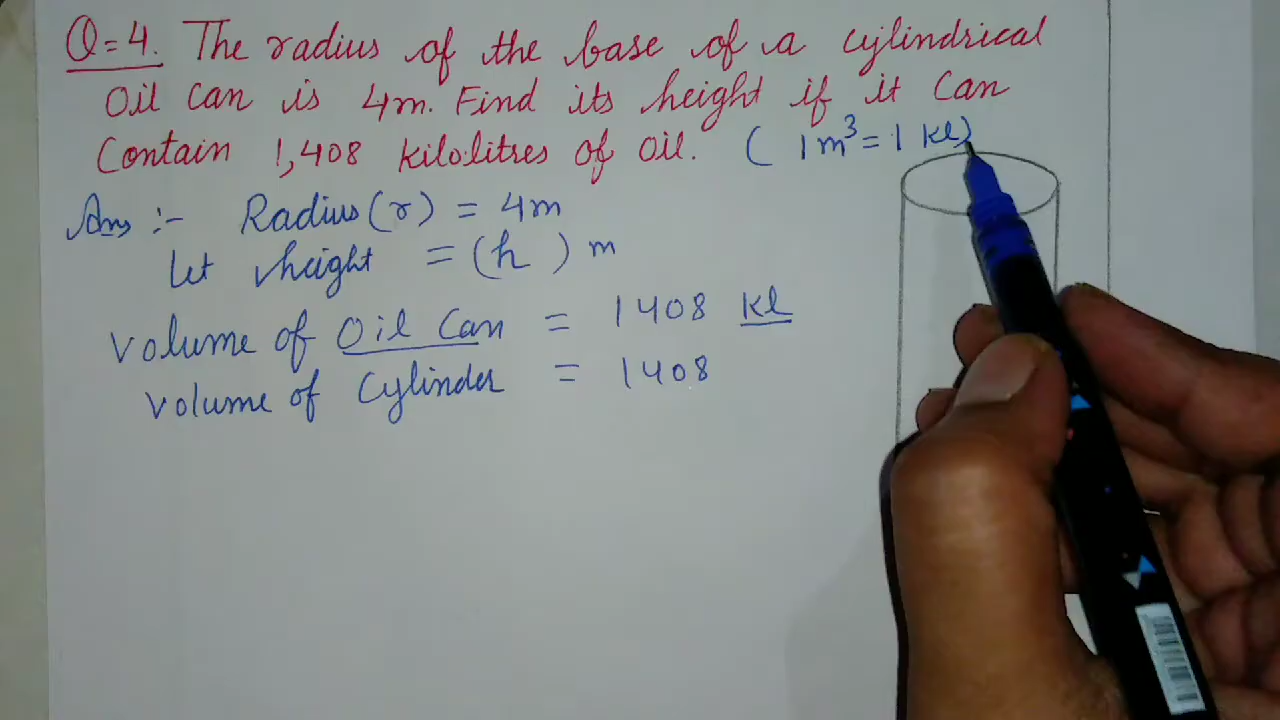 Q=4. The radius of the base of a cylindrical
Oil Can is 4m. Find its height if it Can
Contain 1,408 kilolitres of Oil. ( 1m³=1 kl)
Ans :- Radius(r) = 4m
let height = (h ) m
Volume of Oil Can = 1408 kl
Volume of Cylinder = 1408